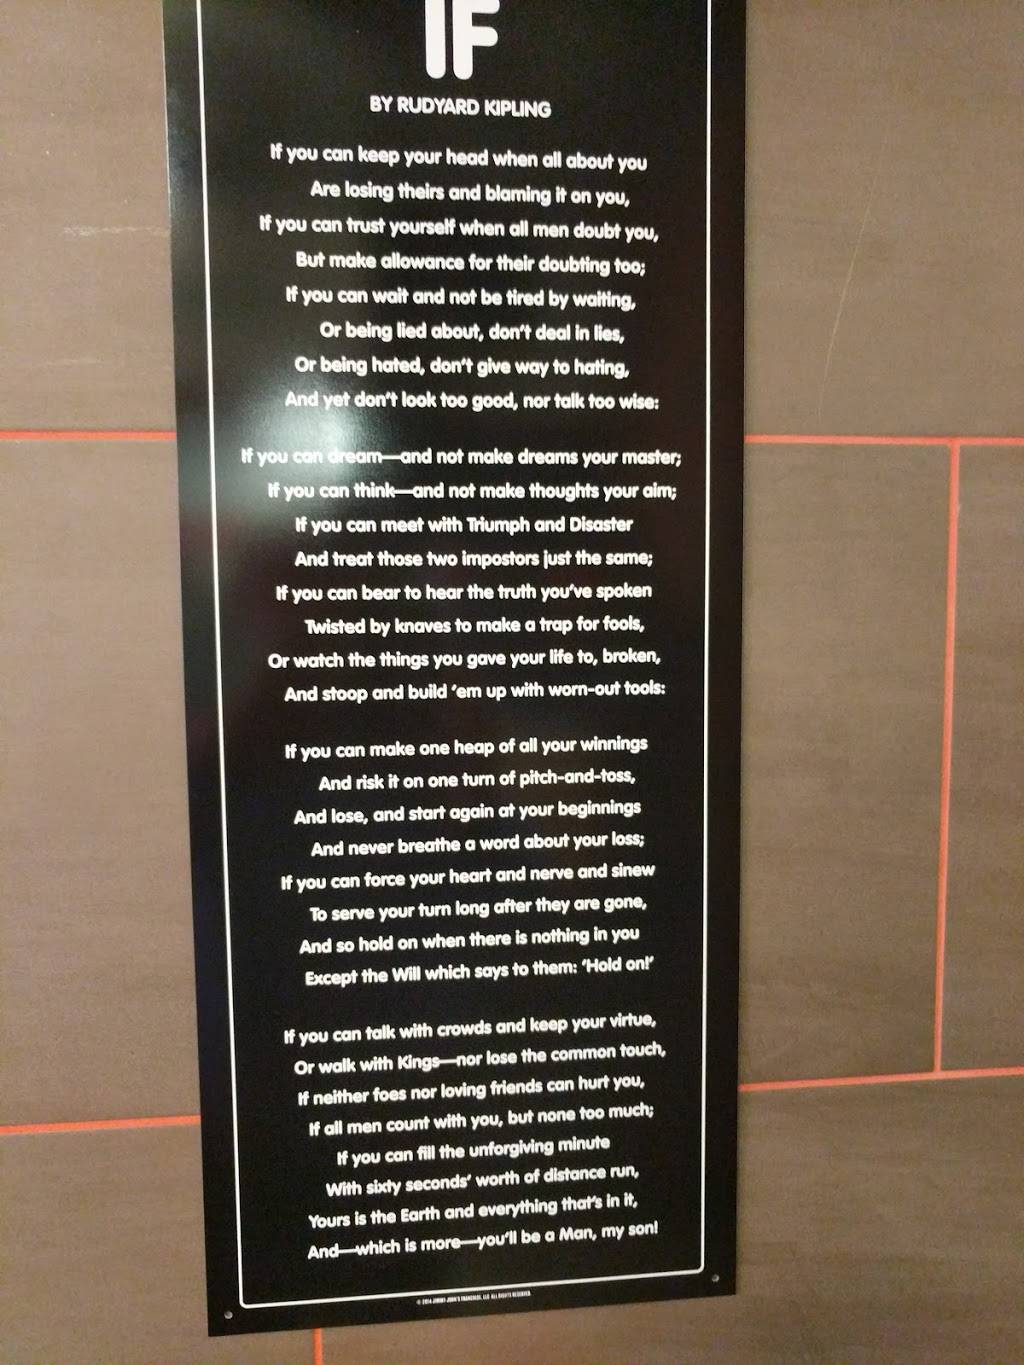 IF
BY RUDYARD KIPLING
If you can keep your head when all about you
Are losing theirs and blaming it on you,
If you can trust yourself when all men doubt you,
But make allowance for their doubting too;
If you can wait and not be tired by waiting,
Or being lied about, don't deal in lies,
Or being hated, don't give way to hating,
And yet don't look too good, nor talk too wise:
If you can dream—and not make dreams your master;
If you can think—and not make thoughts your aim;
If you can meet with Triumph and Disaster
And treat those two impostors just the same;
If you can bear to hear the truth you've spoken
Twisted by knaves to make a trap for fools,
Or watch the things you gave your life to, broken,
And stoop and build 'em up with worn-out tools:
If you can make one heap of all your winnings
And risk it on one turn of pitch-and-toss,
And lose, and start again at your beginnings
And never breathe a word about your loss;
If you can force your heart and nerve and sinew
To serve your turn long after they are gone,
And so hold on when there is nothing in you
Except the Will which says to them: 'Hold on!'
If you can talk with crowds and keep your virtue,
Or walk with Kings—nor lose the common touch,
If neither foes nor loving friends can hurt you,
If all men count with you, but none too much;
If you can fill the unforgiving minute
With sixty seconds' worth of distance run,
Yours is the Earth and everything that's in it,
And—which is more—you'll be a Man, my son!
© 2014 JIMMY JOHN'S FRANCHISE, LLC ALL RIGHTS RESERVED.